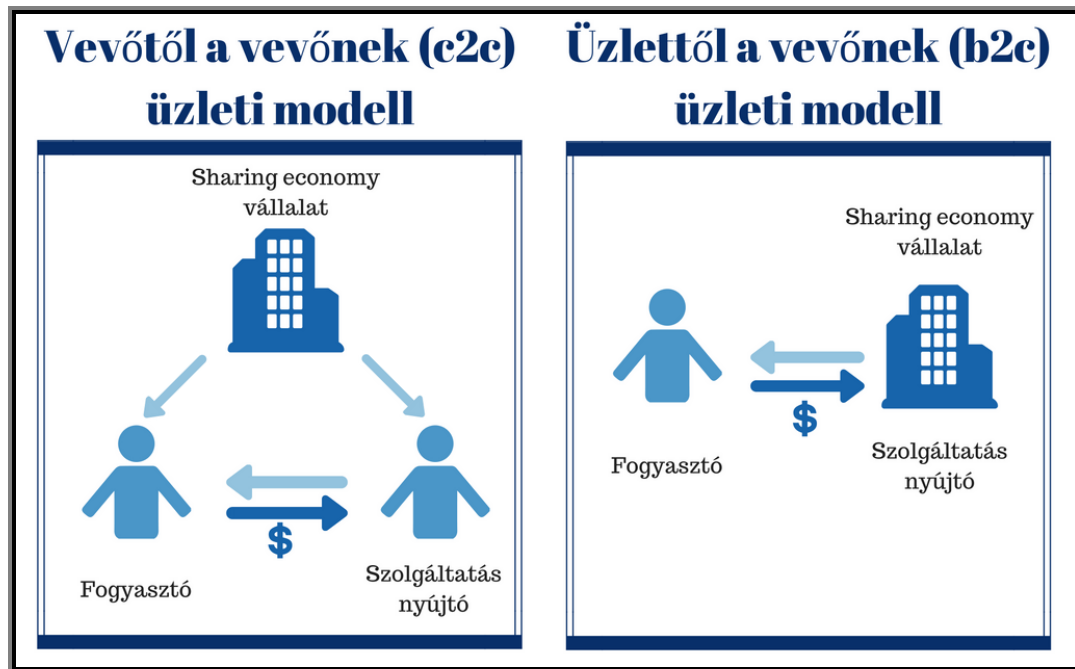 Vevőtől a vevőnek (c2c)
üzleti modell
Sharing economy
vállalat
$
Fogyasztó
Szolgáltatás
nyújtó
Üzlettől a vevőnek (b2c)
üzleti modell
Sharing economy
vállalat
$
Fogyasztó
Szolgáltatás
nyújtó